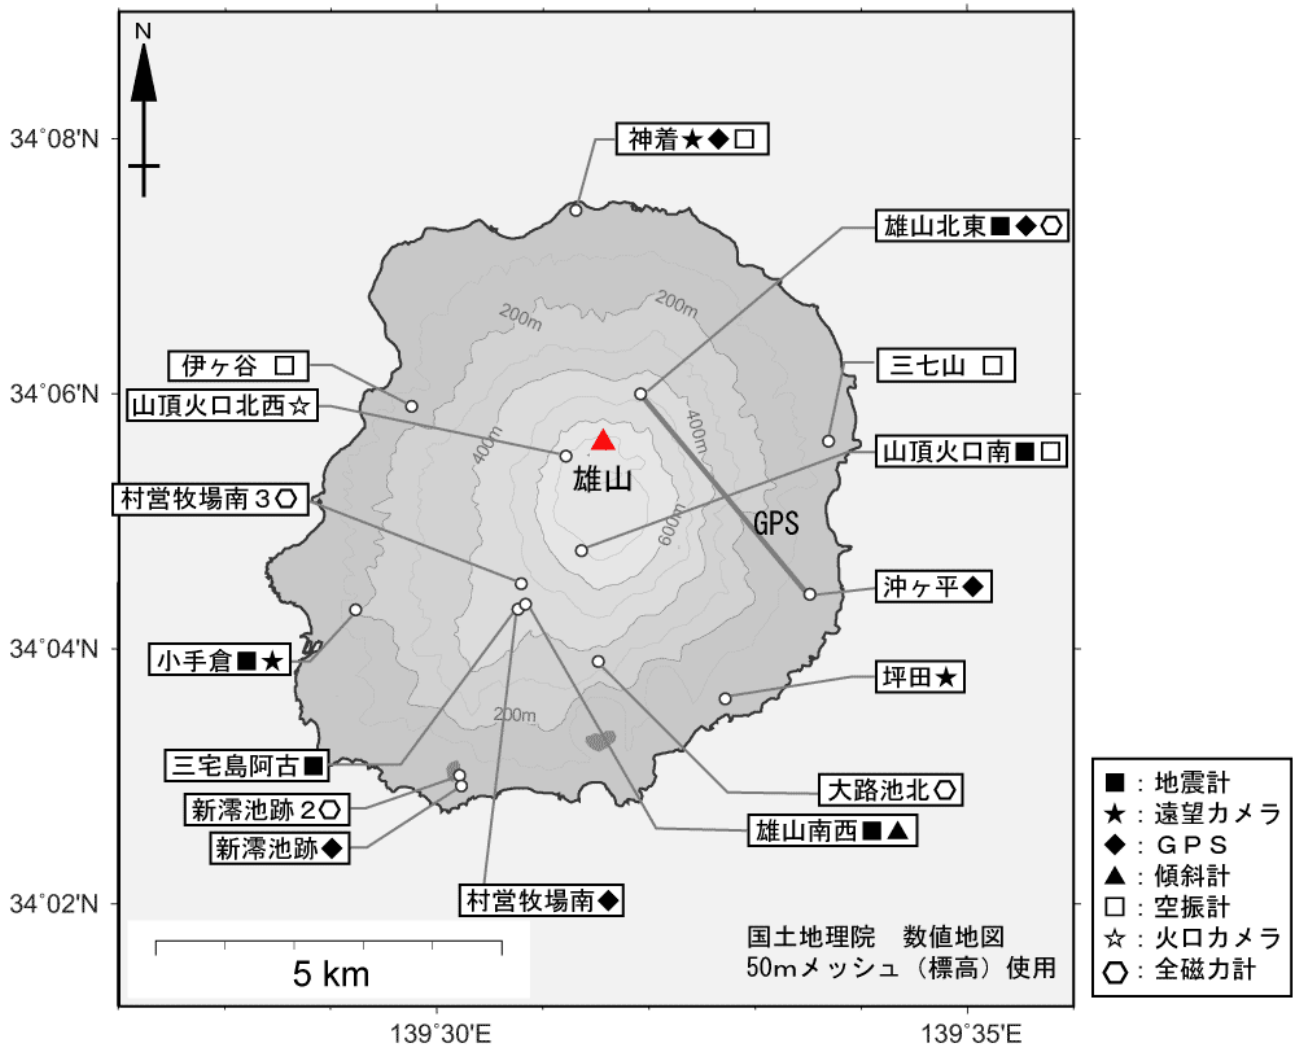 N
34°08'N
神着★◆□
雄山北東■◆⬡
200m
200m
伊ヶ谷 □
三七山 □
34°06'N
山頂火口北西☆
400m
400m
山頂火口南■□
雄山
村営牧場南3⬡
600m
GPS
沖ヶ平◆
34°04'N
小手倉■★
坪田★
200m
三宅島阿古■
大路池北⬡
新澪池跡2⬡
雄山南西■▲
新澪池跡◆
村営牧場南◆
34°02'N
■：地震計
★：遠望カメラ
◆：GPS
▲：傾斜計
□：空振計
☆：火口カメラ
⬡：全磁力計
国土地理院 数値地図
50mメッシュ（標高）使用
5 km
139°30'E
139°35'E